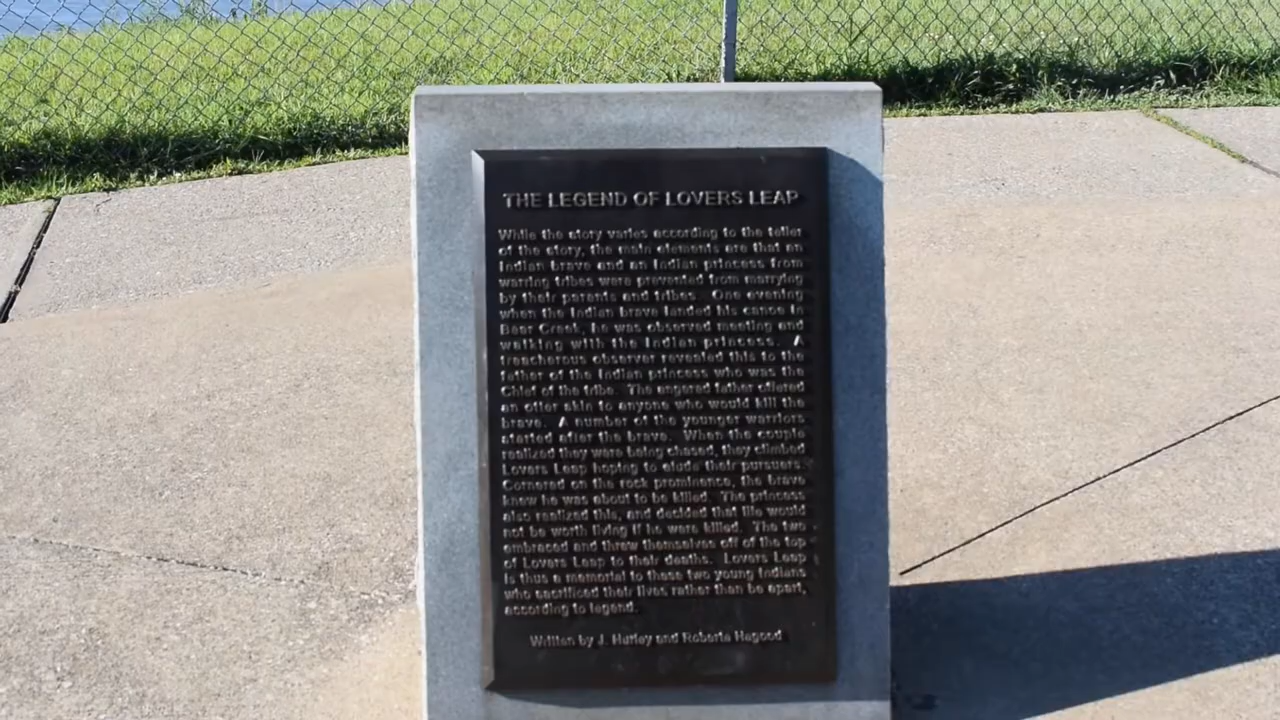 THE LEGEND OF LOVERS LEAP
While the story varies according to the teller
of the story, the main elements are that an
Indian brave and an Indian princess from
warring tribes were prevented from marrying
by their parents and tribes. One evening
when the Indian brave landed his canoe in
Bear Creek, he was observed meeting and
walking with the Indian princess. A
treacherous observer revealed this to the
father of the Indian princess who was the
Chief of the tribe. The angered father offered
an otter skin to anyone who would kill the
brave. A number of the younger warriors
started after the brave. When the couple
realized they were being chased, they climbed
Lovers Leap hoping to elude their pursuers.
Cornered on the rock prominence, the brave
knew he was about to be killed. The princess
also realized this, and decided that life would
not be worth living if he were killed. The two
embraced and threw themselves off of the top
of Lovers Leap to their deaths. Lovers Leap
is thus a memorial to these two young Indians
who sacrificed their lives rather than be apart,
according to legend.
Written by J. Hurley and Roberta Hagood